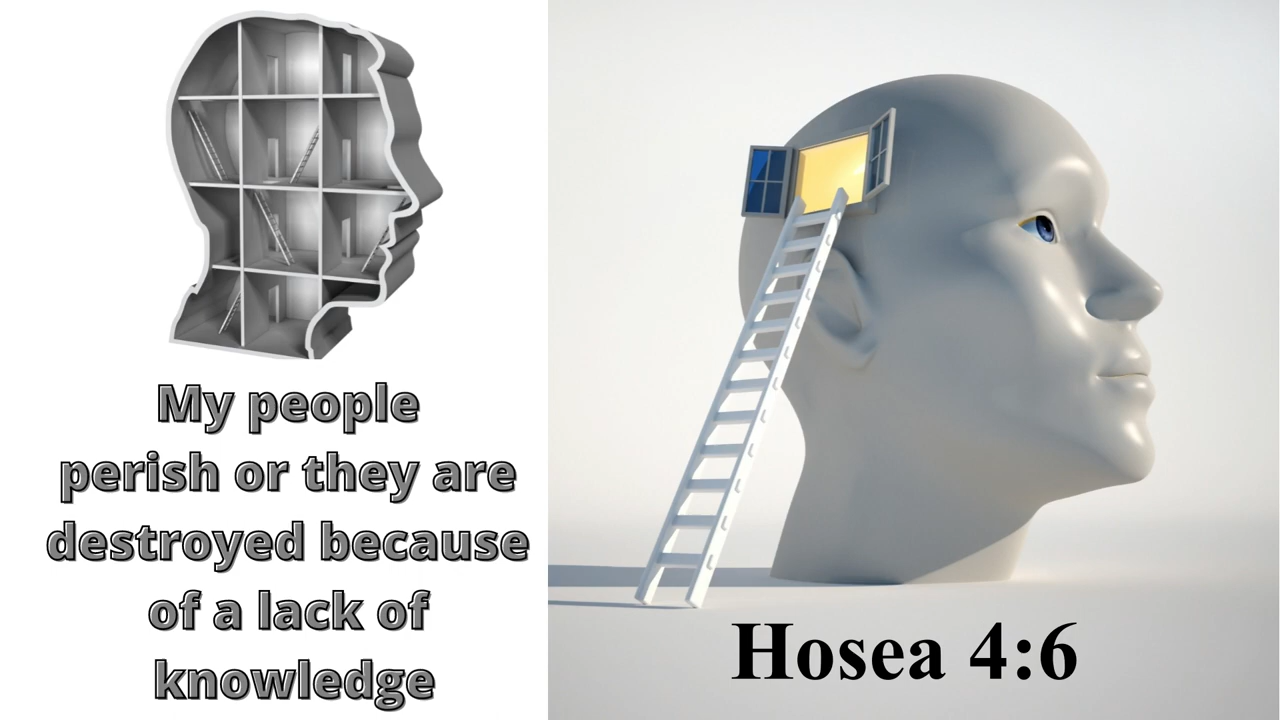 My people
perish or they are
destroyed because
of a lack of
knowledge
Hosea 4:6